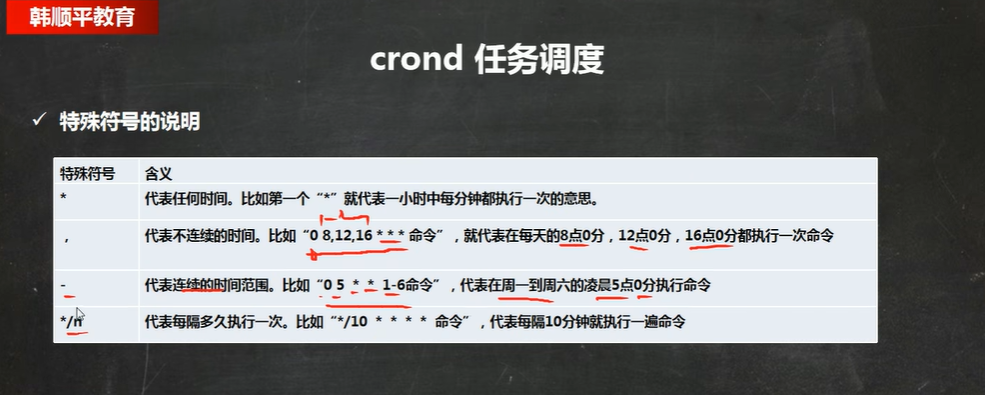 韩顺平教育
crond 任务调度
✓ 特殊符号的说明
特殊符号 含义
* 代表任何时间。比如第一个“*”就代表一小时中每分钟都执行一次的意思。
， 代表不连续的时间。比如“0 8,12,16 * * * 命令”，就代表在每天的8点0分，12点0分，16点0分都执行一次命令
- 代表连续的时间范围。比如“0 5 * * 1-6命令”，代表在周一到周六的凌晨5点0分执行命令
*/n 代表每隔多久执行一次。比如“*/10 * * * * 命令”，代表每隔10分钟就执行一遍命令